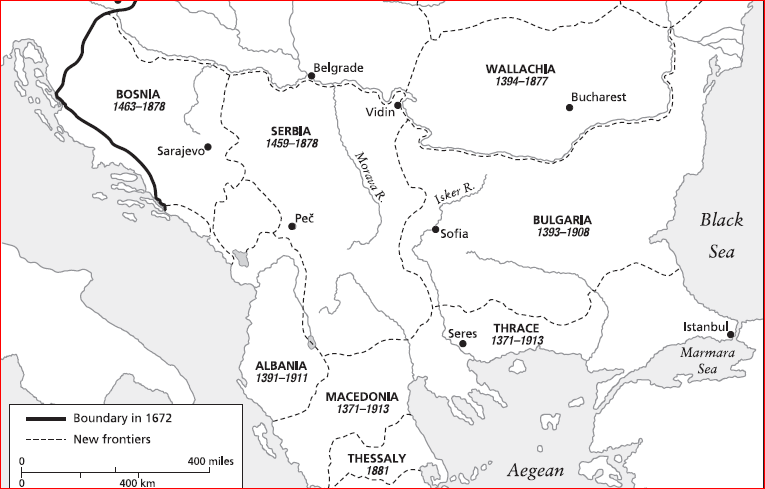 Belgrade
WALLACHIA
1394–1877
BOSNIA
1463–1878
Bucharest
Vidin
SERBIA
1459–1878
Sarajevo
Morava R.
Isker R.
Peč
BULGARIA
1393–1908
Sofia
Black
Sea
Seres
THRACE
1371–1913
Istanbul
Marmara
Sea
ALBANIA
1391–1911
MACEDONIA
1371–1913
Boundary in 1672
New frontiers
THESSALY
1881
0 400 miles
0 400 km
Aegean